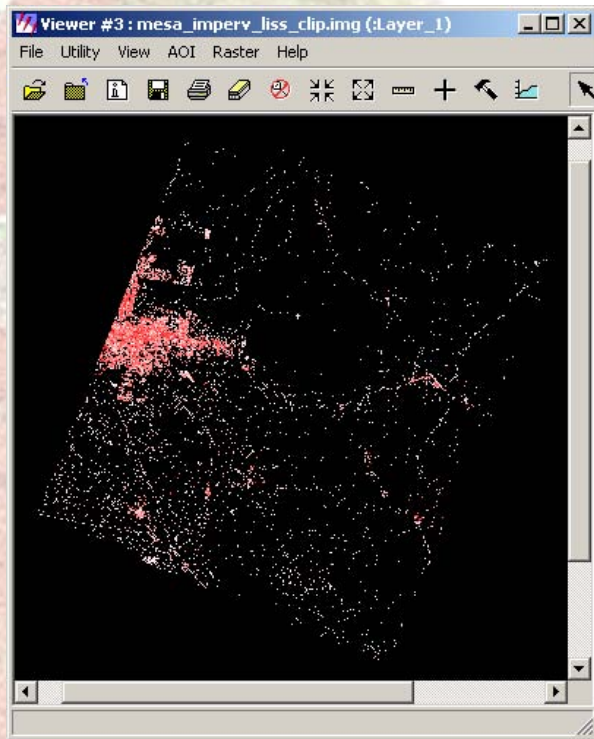 Viewer #3 : mesa_imperv_liss_clip.img (:Layer_1)
File Utility View AOI Raster Help